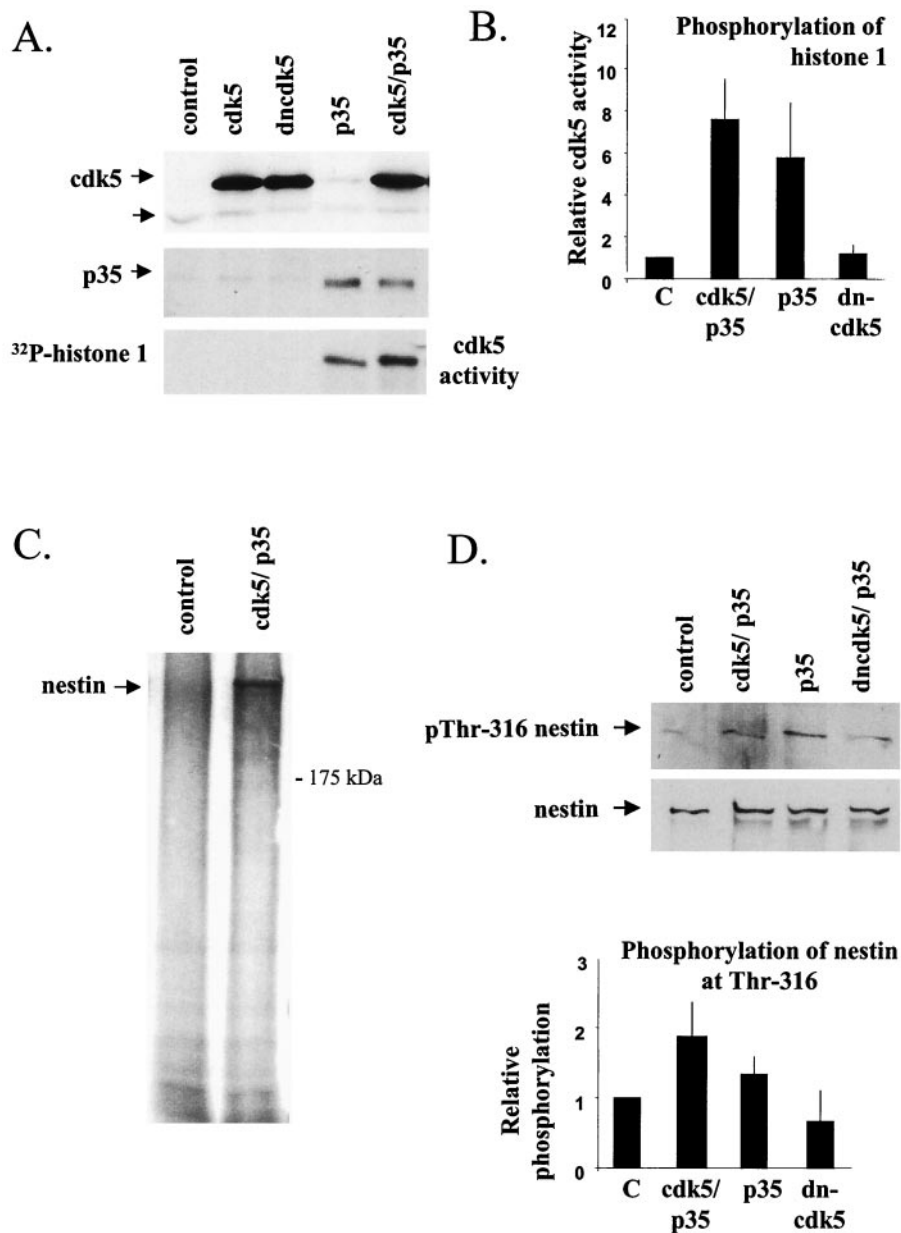 A.
control
cdk5
dncdk5
p35
cdk5/p35
cdk5
p35
32P-histone 1
cdk5
activity
B.
Phosphorylation of
histone 1
Relative cdk5 activity
12
10
8
6
4
2
0
C
cdk5/
p35
p35
dn-
cdk5
C.
control
cdk5/ p35
nestin
- 175 kDa
D.
control
cdk5/ p35
p35
dncdk5/ p35
pThr-316 nestin
nestin
Phosphorylation of nestin
at Thr-316
Relative
phosphorylation
3
2
1
0
C
cdk5/
p35
p35
dn-
cdk5